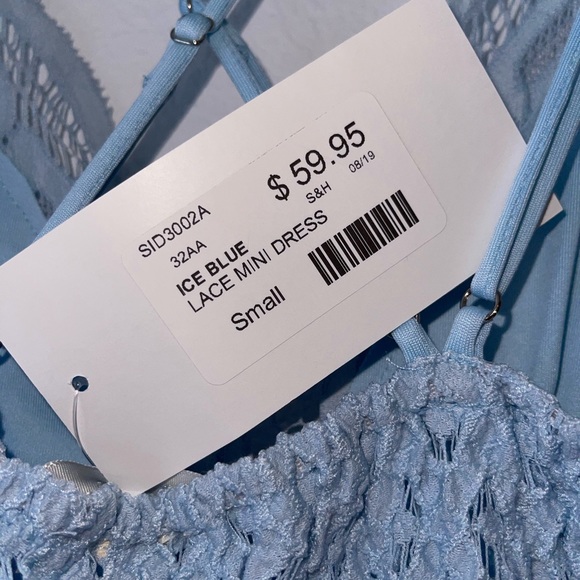 SID3002A
32AA
ICE BLUE
LACE MINI DRESS
Small
$ 59.95
S&H
08/19